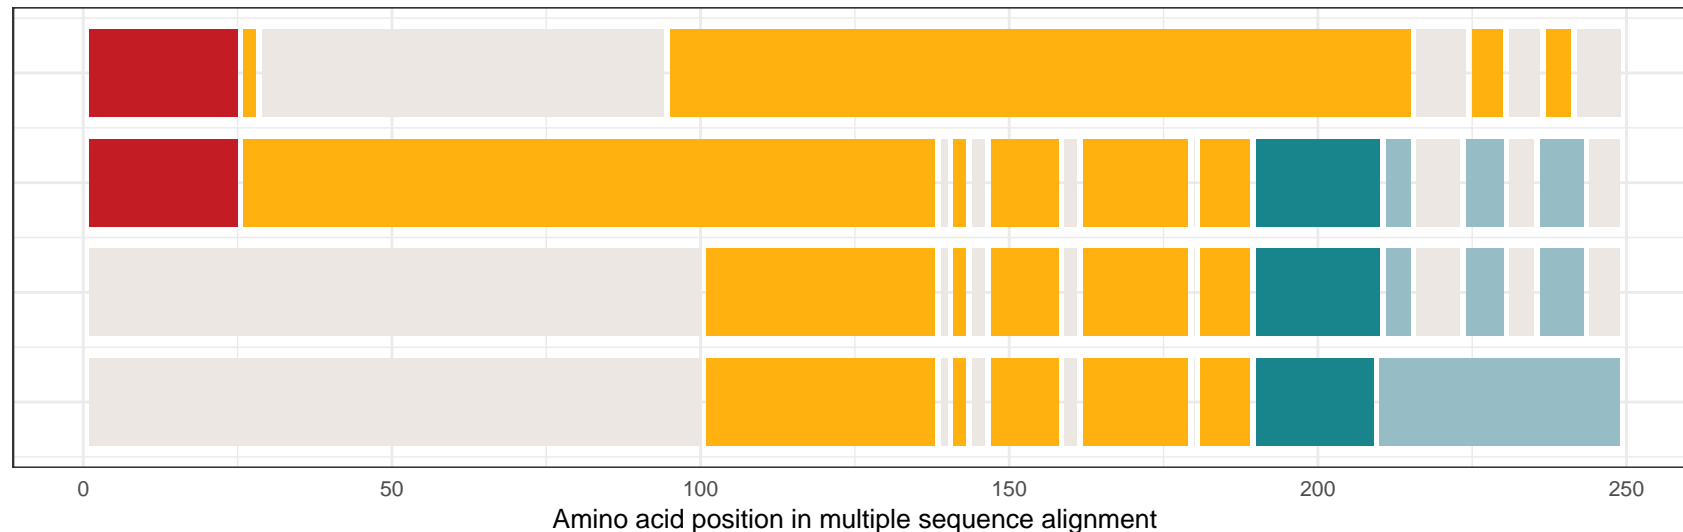 0 50 100 150 200 250
Amino acid position in multiple sequence alignment